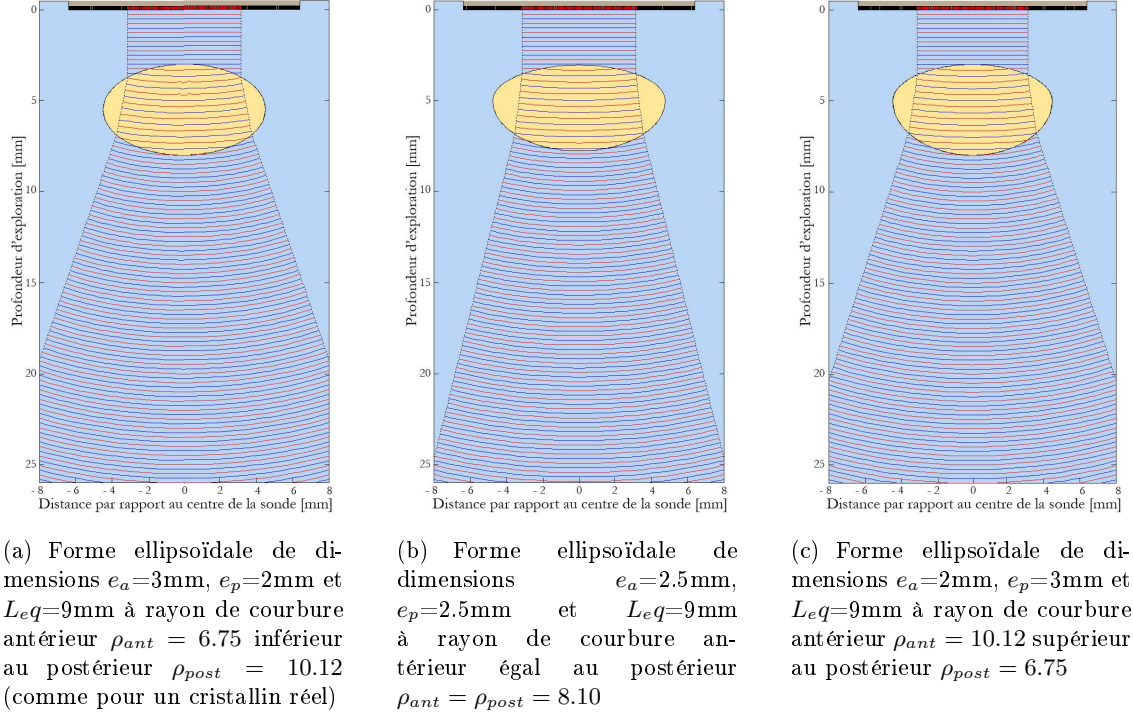 0
5
10
15
20
25
Profondeur d'exploration [mm]
- 8 - 6 - 4 - 2 0 2 4 6 8
Distance par rapport au centre de la sonde [mm]
0
5
10
15
20
25
Profondeur d'exploration [mm]
- 8 - 6 - 4 - 2 0 2 4 6 8
Distance par rapport au centre de la sonde [mm]
0
5
10
15
20
25
Profondeur d'exploration [mm]
- 8 - 6 - 4 - 2 0 2 4 6 8
Distance par rapport au centre de la sonde [mm]
(a) Forme ellipsoïdale de di-
mensions e_a=3mm, e_p=2mm et
L_eq=9mm à rayon de courbure
antérieur ρ_ant = 6.75 inférieur
au postérieur ρ_post = 10.12
(comme pour un cristallin réel)
(b) Forme ellipsoïdale de
dimensions e_a=2.5mm,
e_p=2.5mm et L_eq=9mm
à rayon de courbure an-
térieur égal au postérieur
ρ_ant = ρ_post = 8.10
(c) Forme ellipsoïdale de di-
mensions e_a=2mm, e_p=3mm et
L_eq=9mm à rayon de courbure
antérieur ρ_ant = 10.12 supérieur
au postérieur ρ_post = 6.75